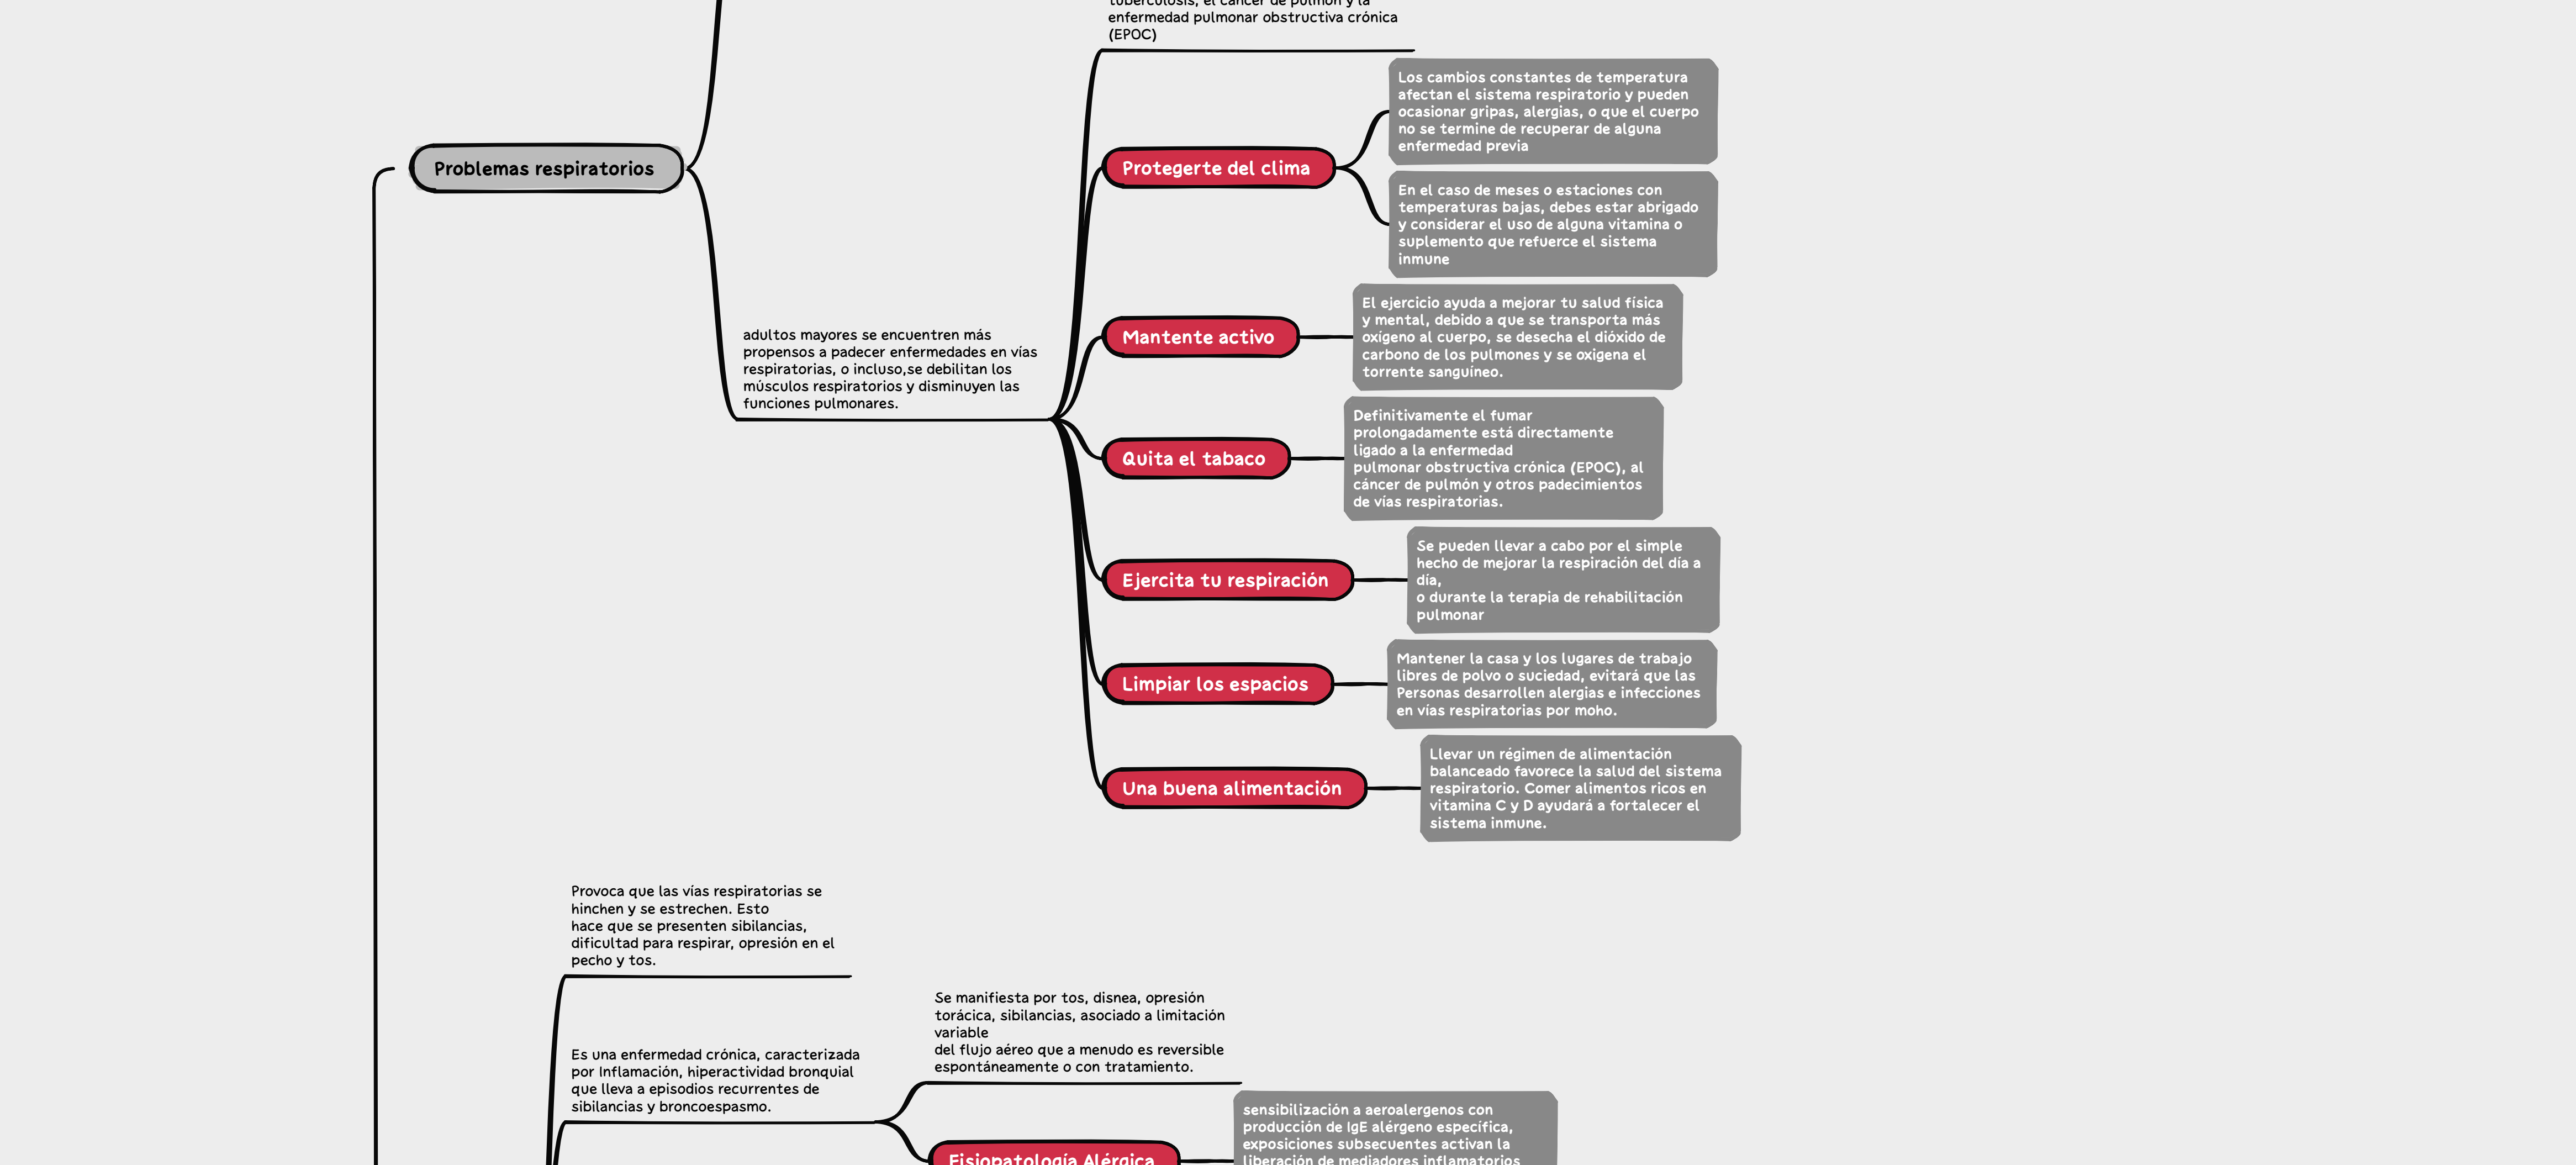 tuberculosis, el cáncer de pulmón y la
enfermedad pulmonar obstructiva crónica
(EPOC)
Problemas respiratorios
adultos mayores se encuentren más
propensos a padecer enfermedades en vías
respiratorias, o incluso,se debilitan los
músculos respiratorios y disminuyen las
funciones pulmonares.
Protegerte del clima
Los cambios constantes de temperatura
afectan el sistema respiratorio y pueden
ocasionar gripas, alergias, o que el cuerpo
no se termine de recuperar de alguna
enfermedad previa
En el caso de meses o estaciones con
temperaturas bajas, debes estar abrigado
y considerar el uso de alguna vitamina o
suplemento que refuerce el sistema
inmune
Mantente activo
El ejercicio ayuda a mejorar tu salud física
y mental, debido a que se transporta más
oxígeno al cuerpo, se desecha el dióxido de
carbono de los pulmones y se oxigena el
torrente sanguíneo.
Quita el tabaco
Definitivamente el fumar
prolongadamente está directamente
ligado a la enfermedad
pulmonar obstructiva crónica (EPOC), al
cáncer de pulmón y otros padecimientos
de vías respiratorias.
Ejercita tu respiración
Se pueden llevar a cabo por el simple
hecho de mejorar la respiración del día a
día,
o durante la terapia de rehabilitación
pulmonar
Limpiar los espacios
Mantener la casa y los lugares de trabajo
libres de polvo o suciedad, evitará que las
Personas desarrollen alergias e infecciones
en vías respiratorias por moho.
Una buena alimentación
Llevar un régimen de alimentación
balanceado favorece la salud del sistema
respiratorio. Comer alimentos ricos en
vitamina C y D ayudará a fortalecer el
sistema inmune.
Provoca que las vías respiratorias se
hinchen y se estrechen. Esto
hace que se presenten sibilancias,
dificultad para respirar, opresión en el
pecho y tos.
Es una enfermedad crónica, caracterizada
por Inflamación, hiperactividad bronquial
que lleva a episodios recurrentes de
sibilancias y broncoespasmo.
Se manifiesta por tos, disnea, opresión
torácica, sibilancias, asociado a limitación
variable
del flujo aéreo que a menudo es reversible
espontáneamente o con tratamiento.
Fisiopatología Alérgica
sensibilización a aeroalergenos con
producción de IgE alérgeno específica,
exposiciones subsecuentes activan la
liberación de mediadores inflamatorios